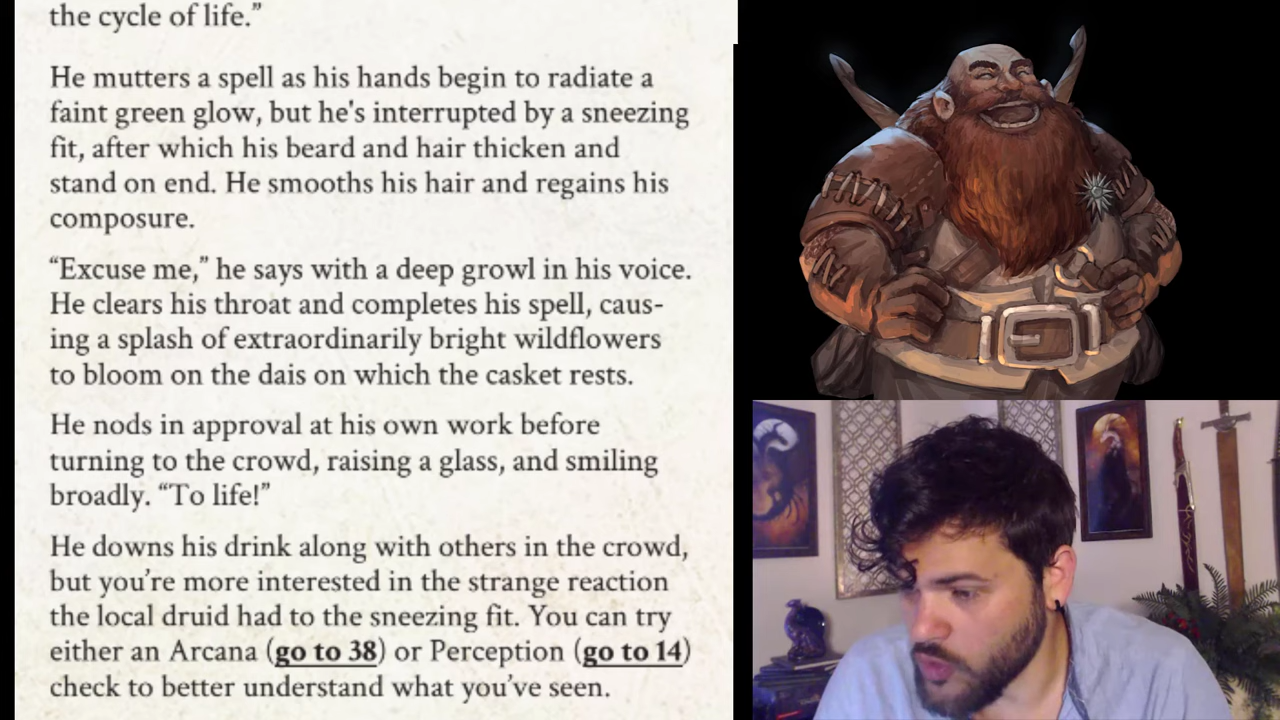 the cycle of life.”
He mutters a spell as his hands begin to radiate a
faint green glow, but he's interrupted by a sneezing
fit, after which his beard and hair thicken and
stand on end. He smooths his hair and regains his
composure.
“Excuse me,” he says with a deep growl in his voice.
He clears his throat and completes his spell, caus-
ing a splash of extraordinarily bright wildflowers
to bloom on the dais on which the casket rests.
He nods in approval at his own work before
turning to the crowd, raising a glass, and smiling
broadly. “To life!”
He downs his drink along with others in the crowd,
but you’re more interested in the strange reaction
the local druid had to the sneezing fit. You can try
either an Arcana (go to 38) or Perception (go to 14)
check to better understand what you’ve seen.